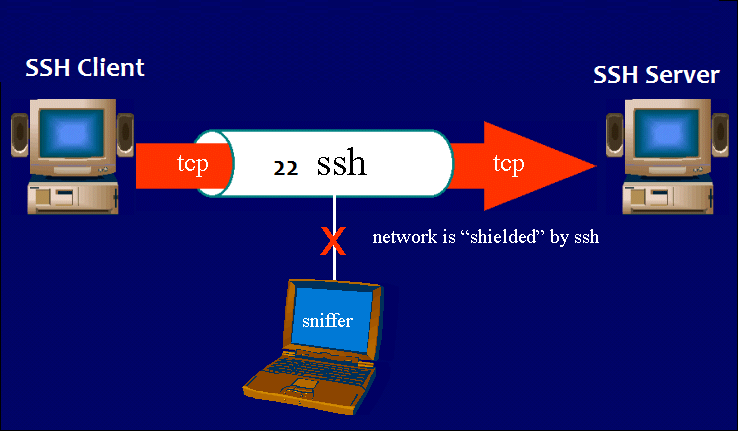 SSH Client
SSH Server
tcp
22 ssh
tcp
X
network is “shielded” by ssh
sniffer